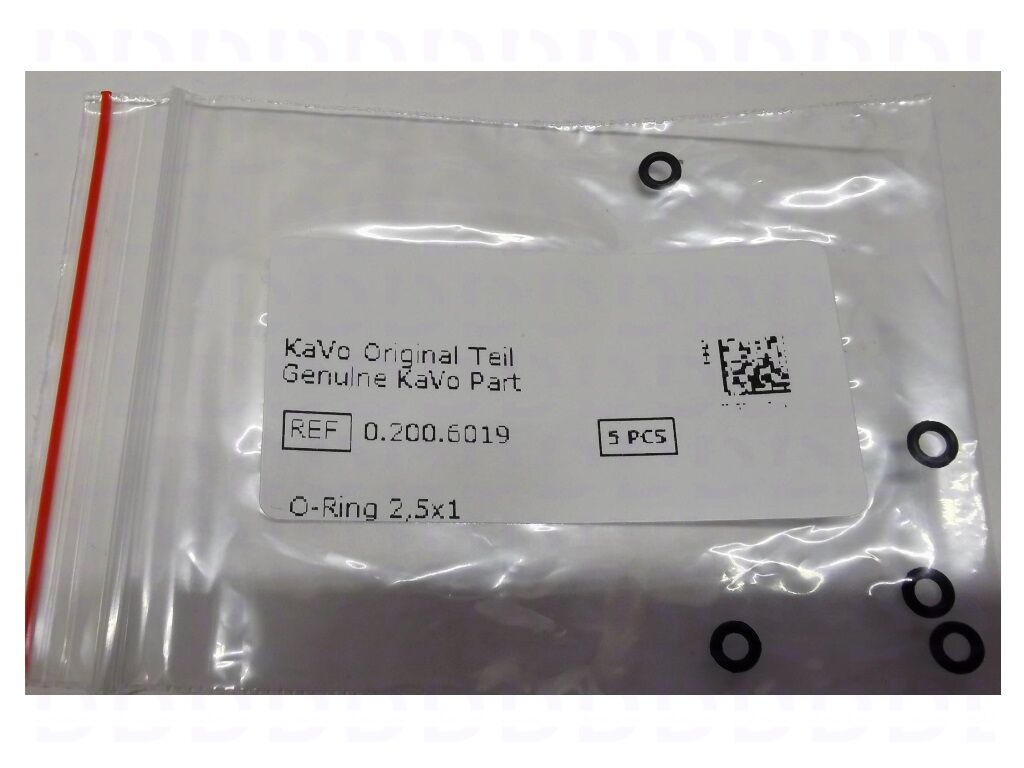 KaVo Original Teil
Genuine KaVo Part
REF 0.200.6019
5 PCS
O-Ring 2,5x1